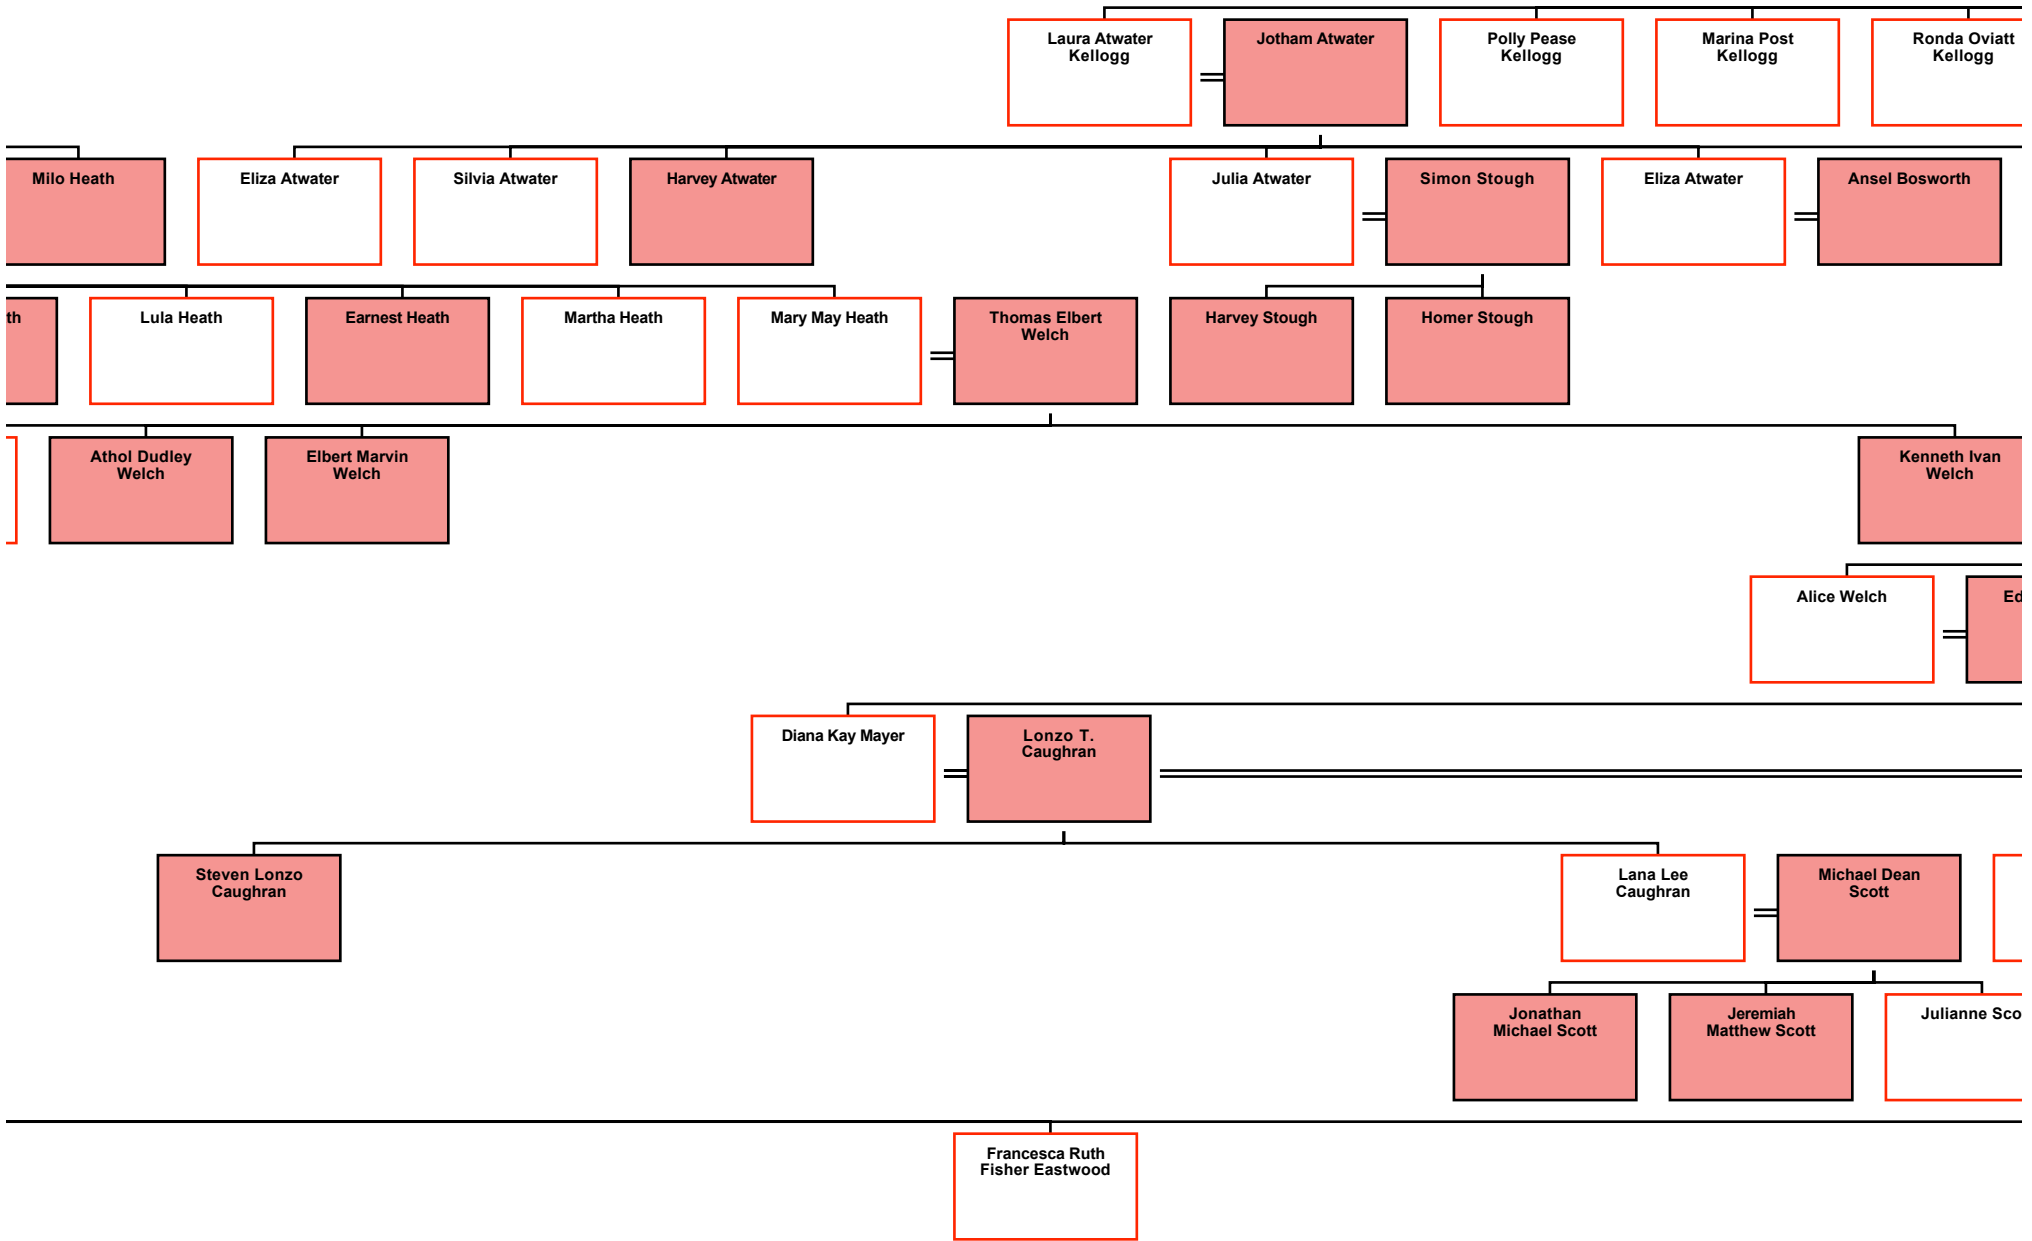 Laura Atwater
Kellogg
Jotham Atwater
Polly Pease
Kellogg
Marina Post
Kellogg
Ronda Oviatt
Kellogg
Milo Heath
Eliza Atwater
Silvia Atwater
Harvey Atwater
Julia Atwater
Simon Stough
Eliza Atwater
Ansel Bosworth
th
Lula Heath
Earnest Heath
Martha Heath
Mary May Heath
Thomas Elbert
Welch
Harvey Stough
Homer Stough
Athol Dudley
Welch
Elbert Marvin
Welch
Kenneth Ivan
Welch
Alice Welch
Ed
Diana Kay Mayer
Lonzo T.
Caughran
Steven Lonzo
Caughran
Lana Lee
Caughran
Michael Dean
Scott
Jonathan
Michael Scott
Jeremiah
Matthew Scott
Julianne Sco
Francesca Ruth
Fisher Eastwood